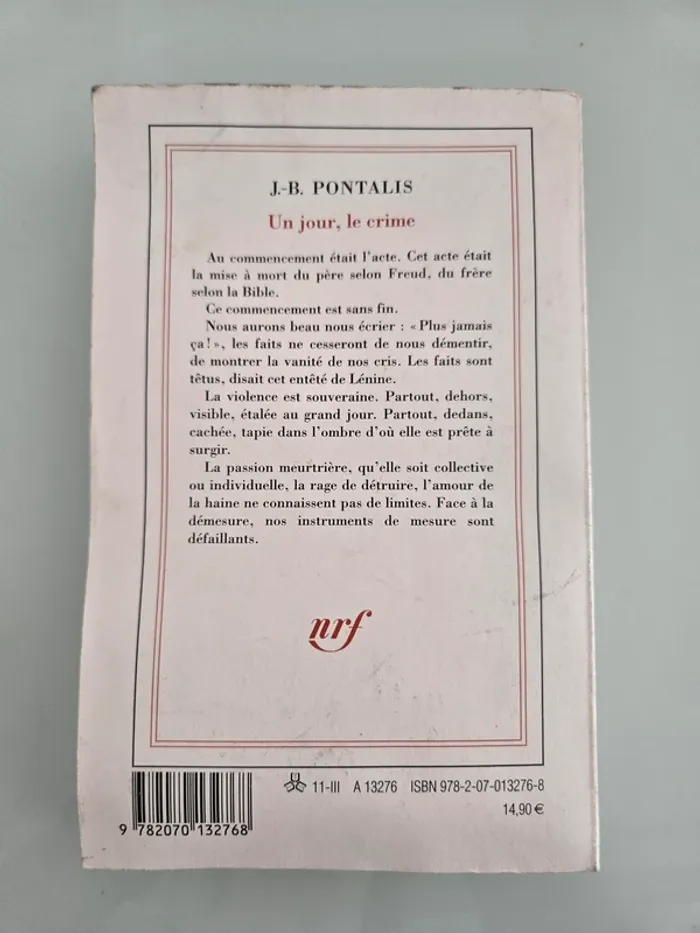 J.-B. PONTALIS
Un jour, le crime
Au commencement était l'acte. Cet acte était
la mise à mort du père selon Freud, du frère
selon la Bible.
Ce commencement est sans fin.
Nous aurons beau nous écrier : « Plus jamais
ça ! », les faits ne cesseront de nous démentir,
de montrer la vanité de nos cris. Les faits sont
têtus, disait cet entêté de Lénine.
La violence est souveraine. Partout, dehors,
visible, étalée au grand jour. Partout, dedans,
cachée, tapie dans l'ombre d'où elle est prête à
surgir.
La passion meurtrière, qu'elle soit collective
ou individuelle, la rage de détruire, l'amour de
la haine ne connaissent pas de limites. Face à la
démesure, nos instruments de mesure sont
défaillants.
nrf
11-III A 13276 ISBN 978-2-07-013276-8
14,90 €
9 782070 132768